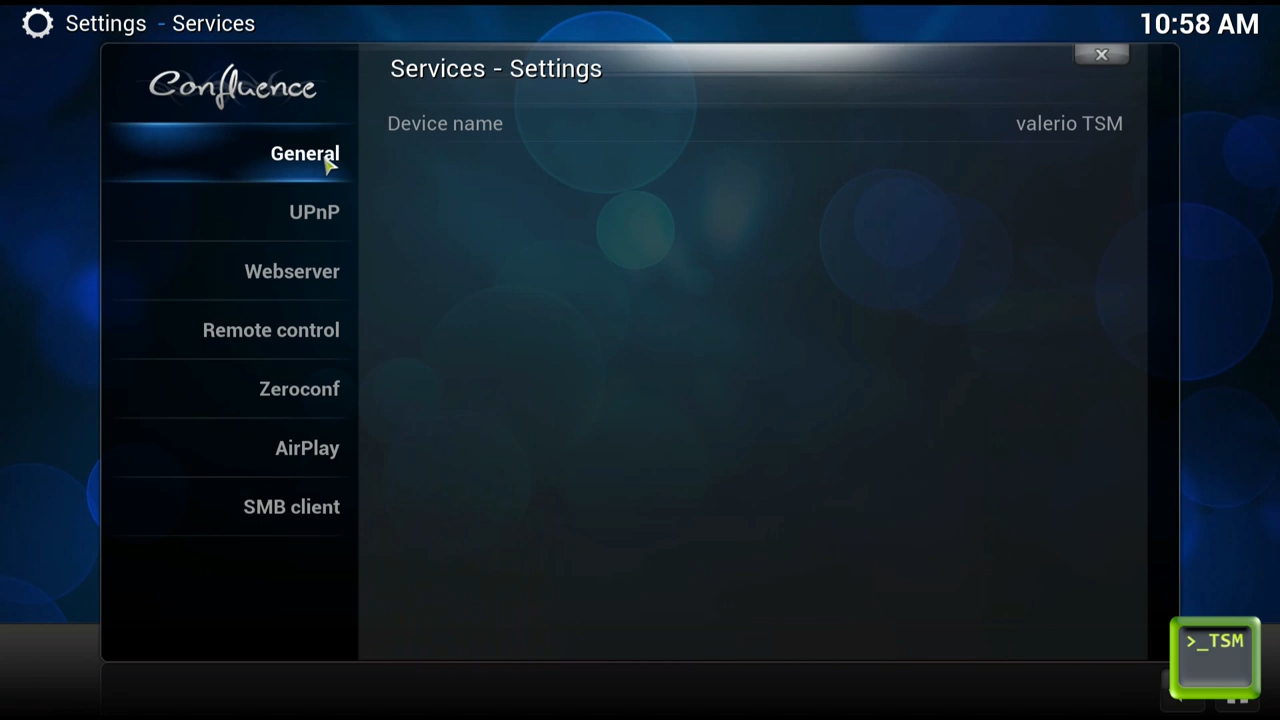 Settings - Services
10:58 AM
Confluence
Services - Settings
Device name
valerio TSM
General
UPnP
Webserver
Remote control
Zeroconf
AirPlay
SMB client
>_TSM